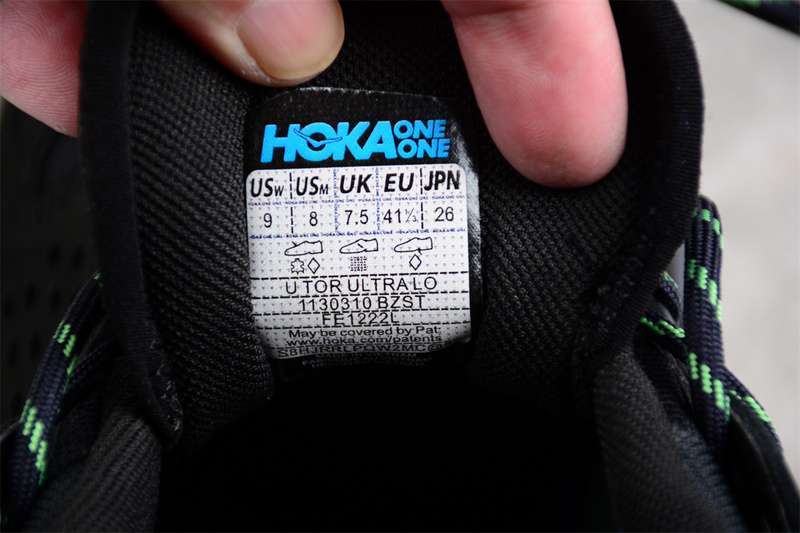 HOKA ONE ONE
USW USM UK EU JPN
9 8 7.5 41⅓ 26
U TOR ULTRA LO
1130310 BZST
FE1222L
May be covered by Pat:
www.hoka.com/patents